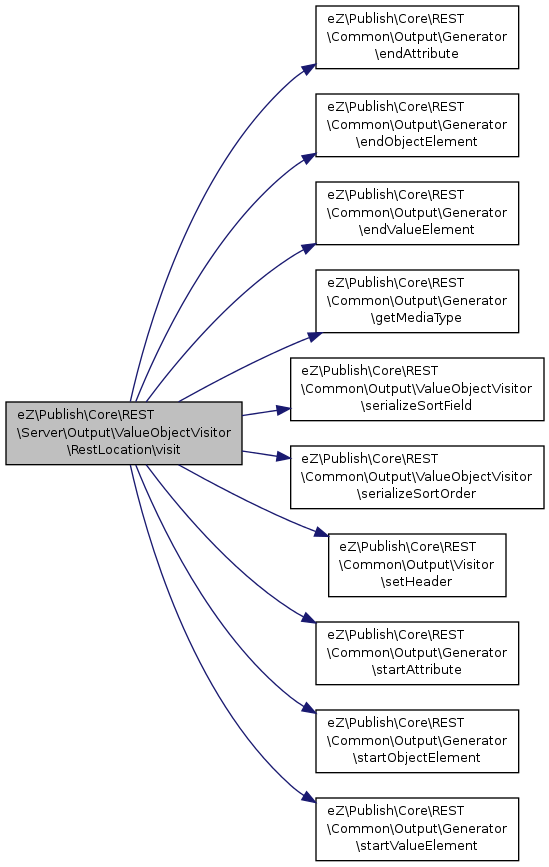 eZ\Publish\Core\REST
\Common\Output\Generator
\endAttribute
eZ\Publish\Core\REST
\Common\Output\Generator
\endObjectElement
eZ\Publish\Core\REST
\Common\Output\Generator
\endValueElement
eZ\Publish\Core\REST
\Common\Output\Generator
\getMediaType
eZ\Publish\Core\REST
\Common\Output\ValueObjectVisitor
\serializeSortField
eZ\Publish\Core\REST
\Server\Output\ValueObjectVisitor
\RestLocation\visit
eZ\Publish\Core\REST
\Common\Output\ValueObjectVisitor
\serializeSortOrder
eZ\Publish\Core\REST
\Common\Output\Visitor
\setHeader
eZ\Publish\Core\REST
\Common\Output\Generator
\startAttribute
eZ\Publish\Core\REST
\Common\Output\Generator
\startObjectElement
eZ\Publish\Core\REST
\Common\Output\Generator
\startValueElement